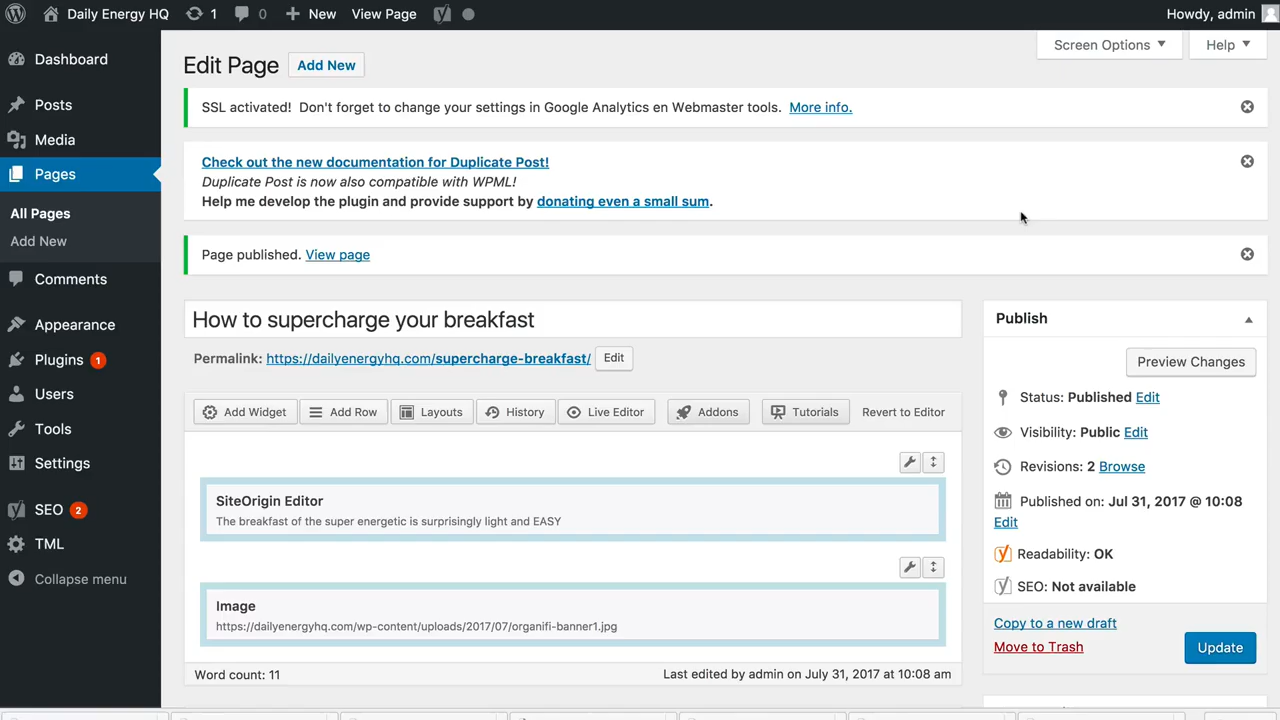 Daily Energy HQ 1 0 New View Page Howdy, admin
Dashboard
Posts
Media
Pages
All Pages
Add New
Comments
Appearance
Plugins 1
Users
Tools
Settings
SEO 2
TML
Collapse menu
Screen Options Help
Edit Page Add New
SSL activated! Don't forget to change your settings in Google Analytics en Webmaster tools. More info.
Check out the new documentation for Duplicate Post!
Duplicate Post is now also compatible with WPML!
Help me develop the plugin and provide support by donating even a small sum.
Page published. View page
How to supercharge your breakfast
Permalink: https://dailyenergyhq.com/supercharge-breakfast/ Edit
Add Widget Add Row Layouts History Live Editor Addons Tutorials Revert to Editor
SiteOrigin Editor
The breakfast of the super energetic is surprisingly light and EASY
Image
https://dailyenergyhq.com/wp-content/uploads/2017/07/organifi-banner1.jpg
Word count: 11 Last edited by admin on July 31, 2017 at 10:08 am
Publish
Preview Changes
Status: Published Edit
Visibility: Public Edit
Revisions: 2 Browse
Published on: Jul 31, 2017 @ 10:08
Edit
Readability: OK
SEO: Not available
Copy to a new draft
Move to Trash
Update